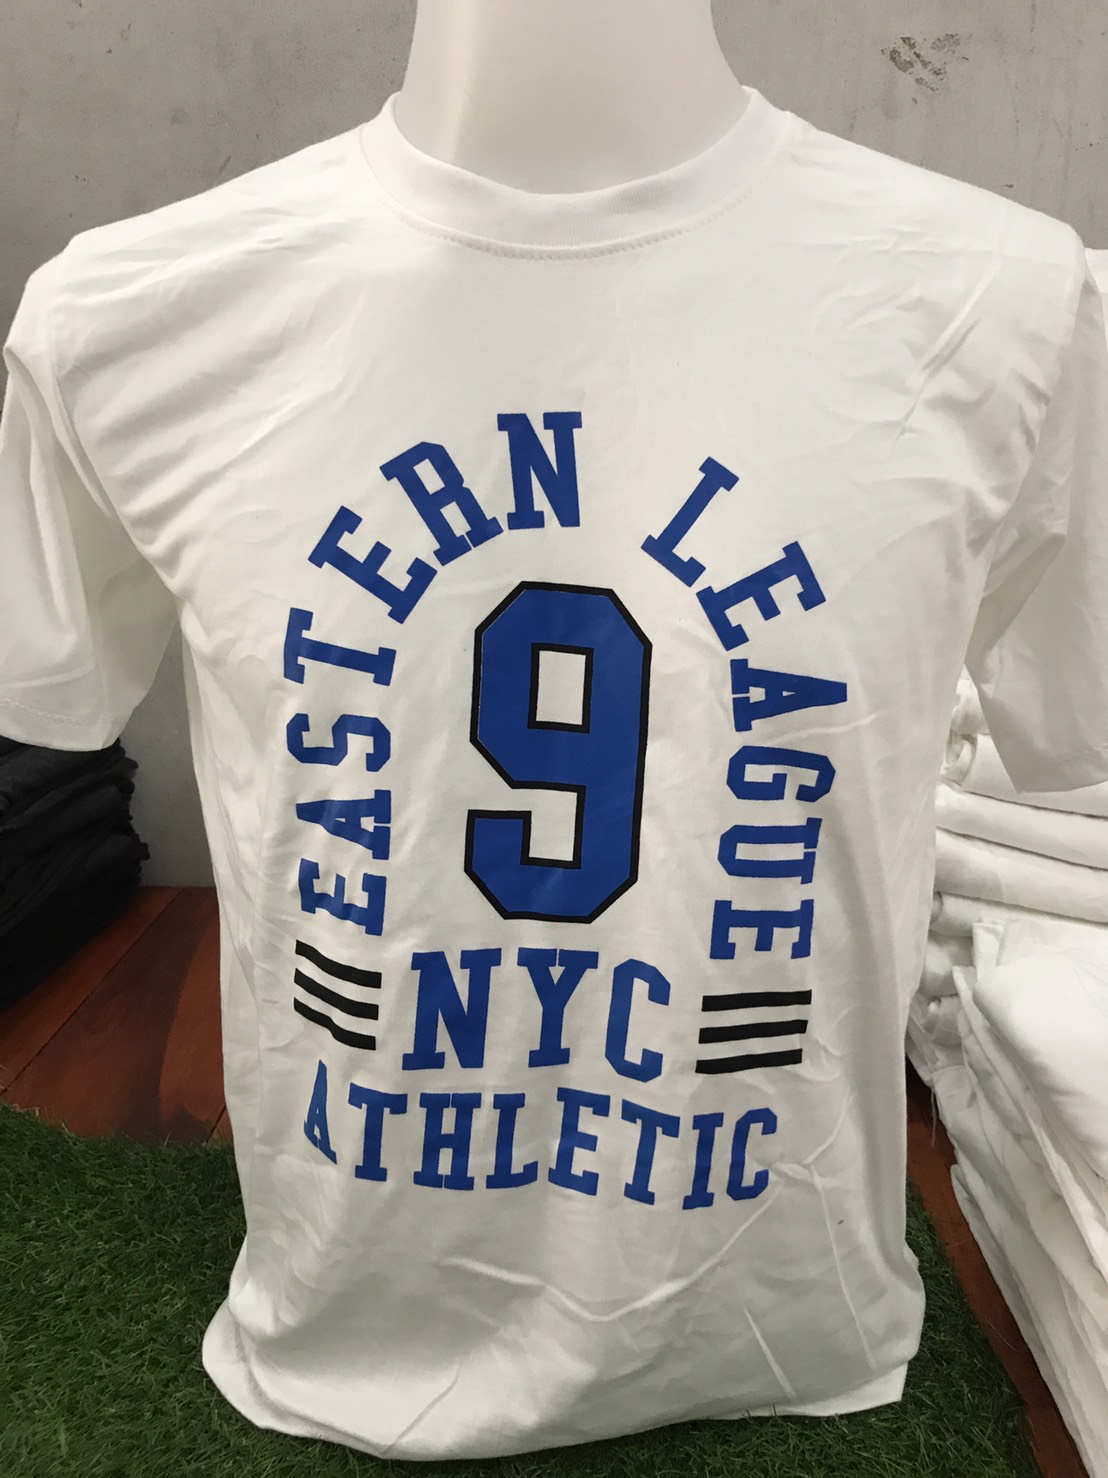 EASTERN LEAGUE
9
NYC
ATHLETIC